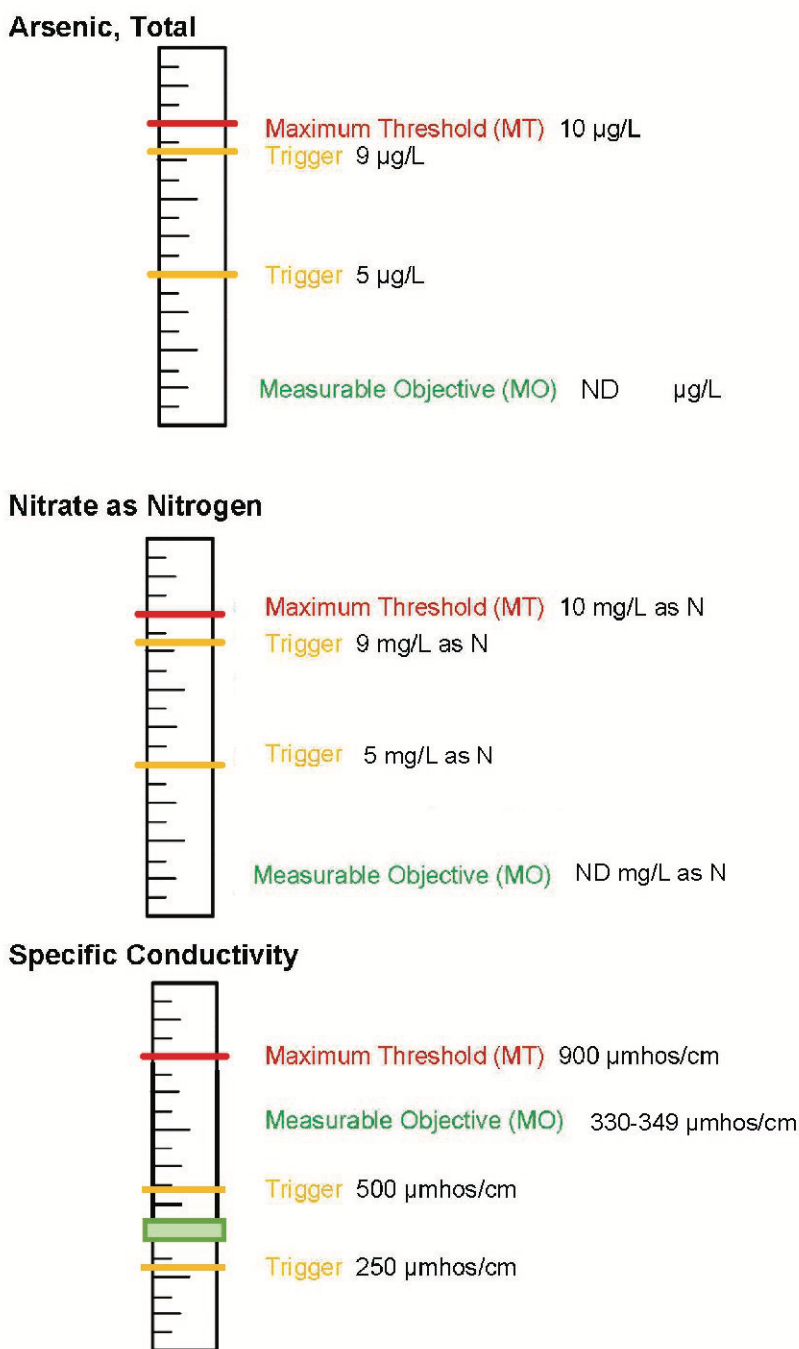 Arsenic, Total
Maximum Threshold (MT) 10 µg/L
Trigger 9 µg/L
Trigger 5 µg/L
Measurable Objective (MO) ND µg/L
Nitrate as Nitrogen
Maximum Threshold (MT) 10 mg/L as N
Trigger 9 mg/L as N
Trigger 5 mg/L as N
Measurable Objective (MO) ND mg/L as N
Specific Conductivity
Maximum Threshold (MT) 900 µmhos/cm
Measurable Objective (MO) 330-349 µmhos/cm
Trigger 500 µmhos/cm
Trigger 250 µmhos/cm